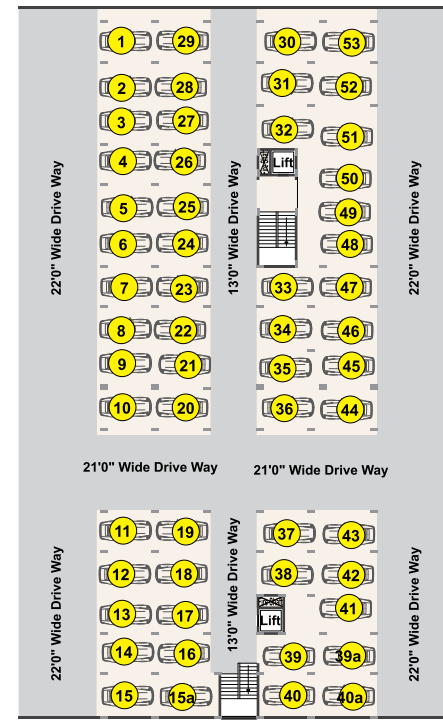 1 29 30 53
2 28 31 52
3 27 32 51
4 26 Lift 50
5 25 49
6 24 48
22'0" Wide Drive Way
13'0" Wide Drive Way
22'0" Wide Drive Way
7 23 33 47
8 22 34 46
9 21 35 45
10 20 36 44
21'0" Wide Drive Way 21'0" Wide Drive Way
11 19 37 43
12 18 38 42
13 17 Lift 41
22'0" Wide Drive Way
13'0" Wide Drive Way
22'0" Wide Drive Way
14 16 39 39a
15 15a 40 40a